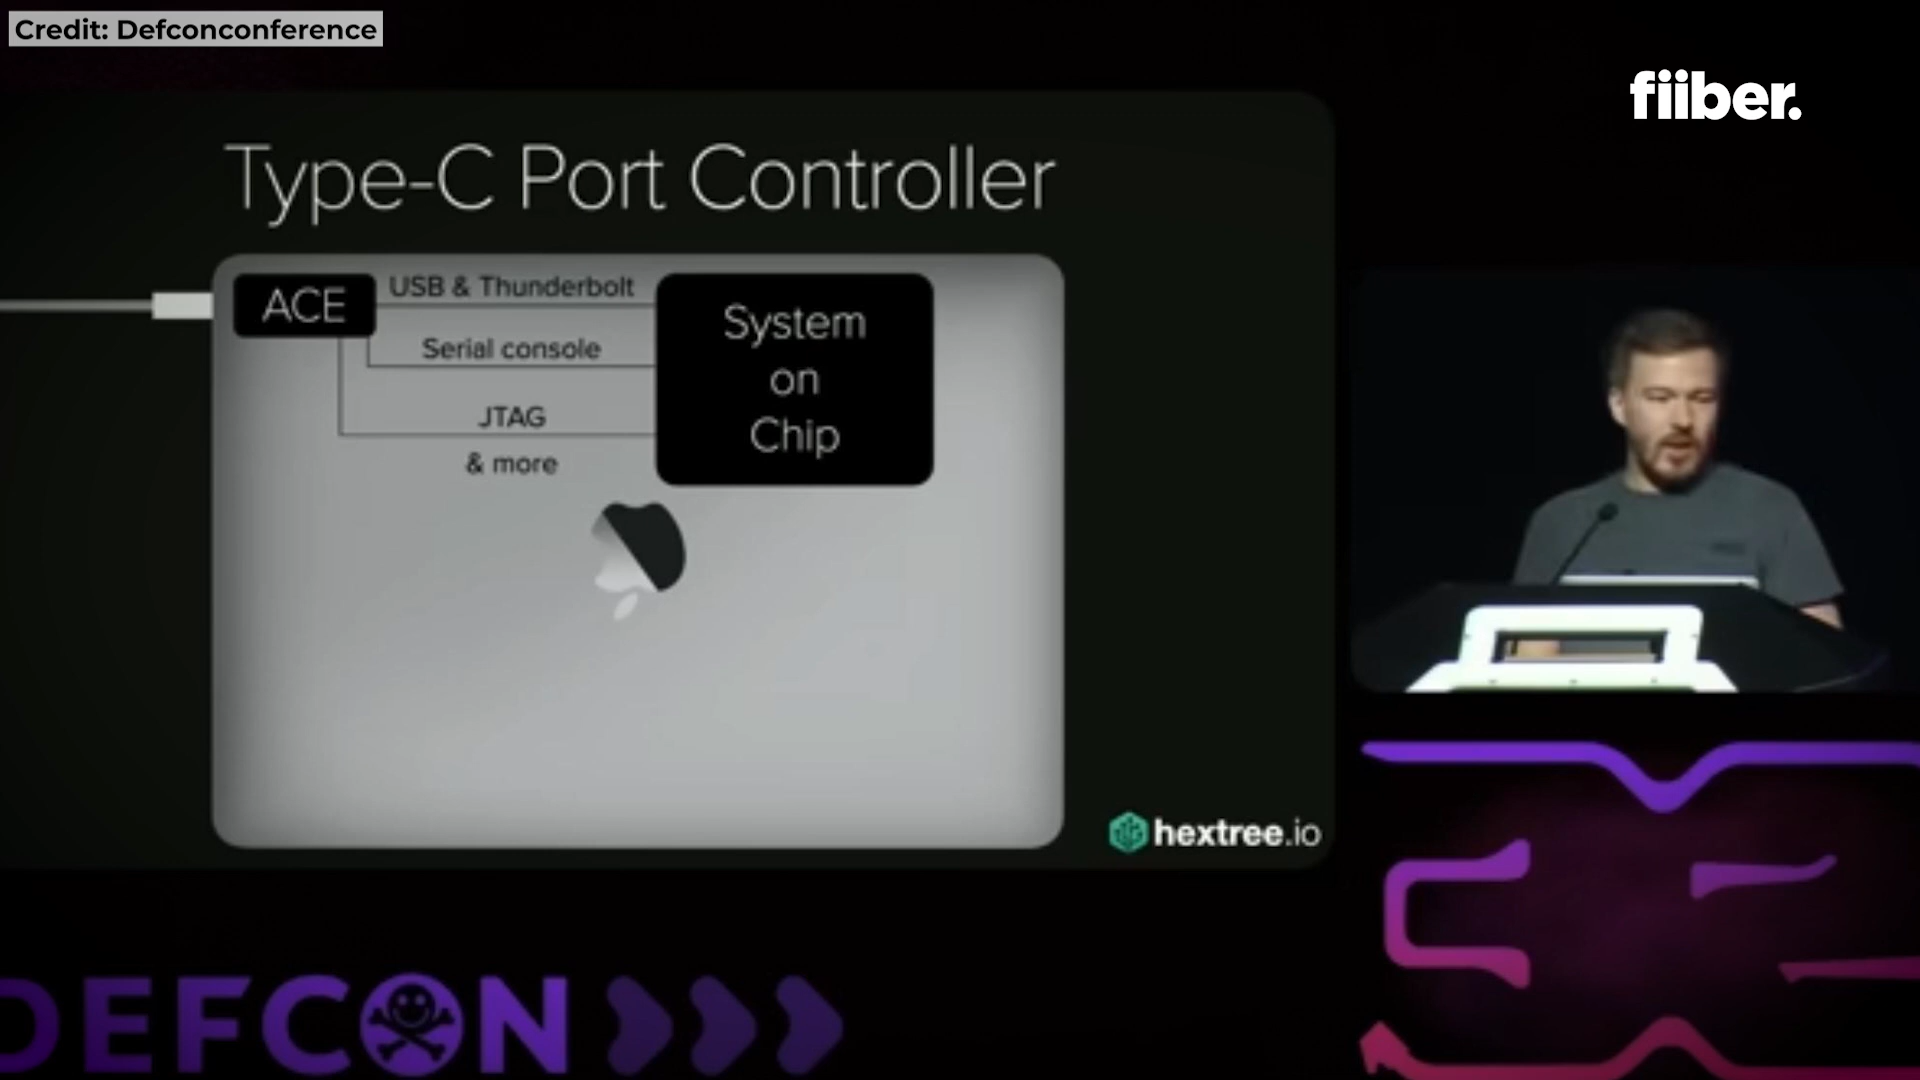 Credit: Defconconference
fiiber.
Type-C Port Controller
ACE
USB & Thunderbolt
Serial console
JTAG
& more
System
on
Chip
hextree.io
DEFCON